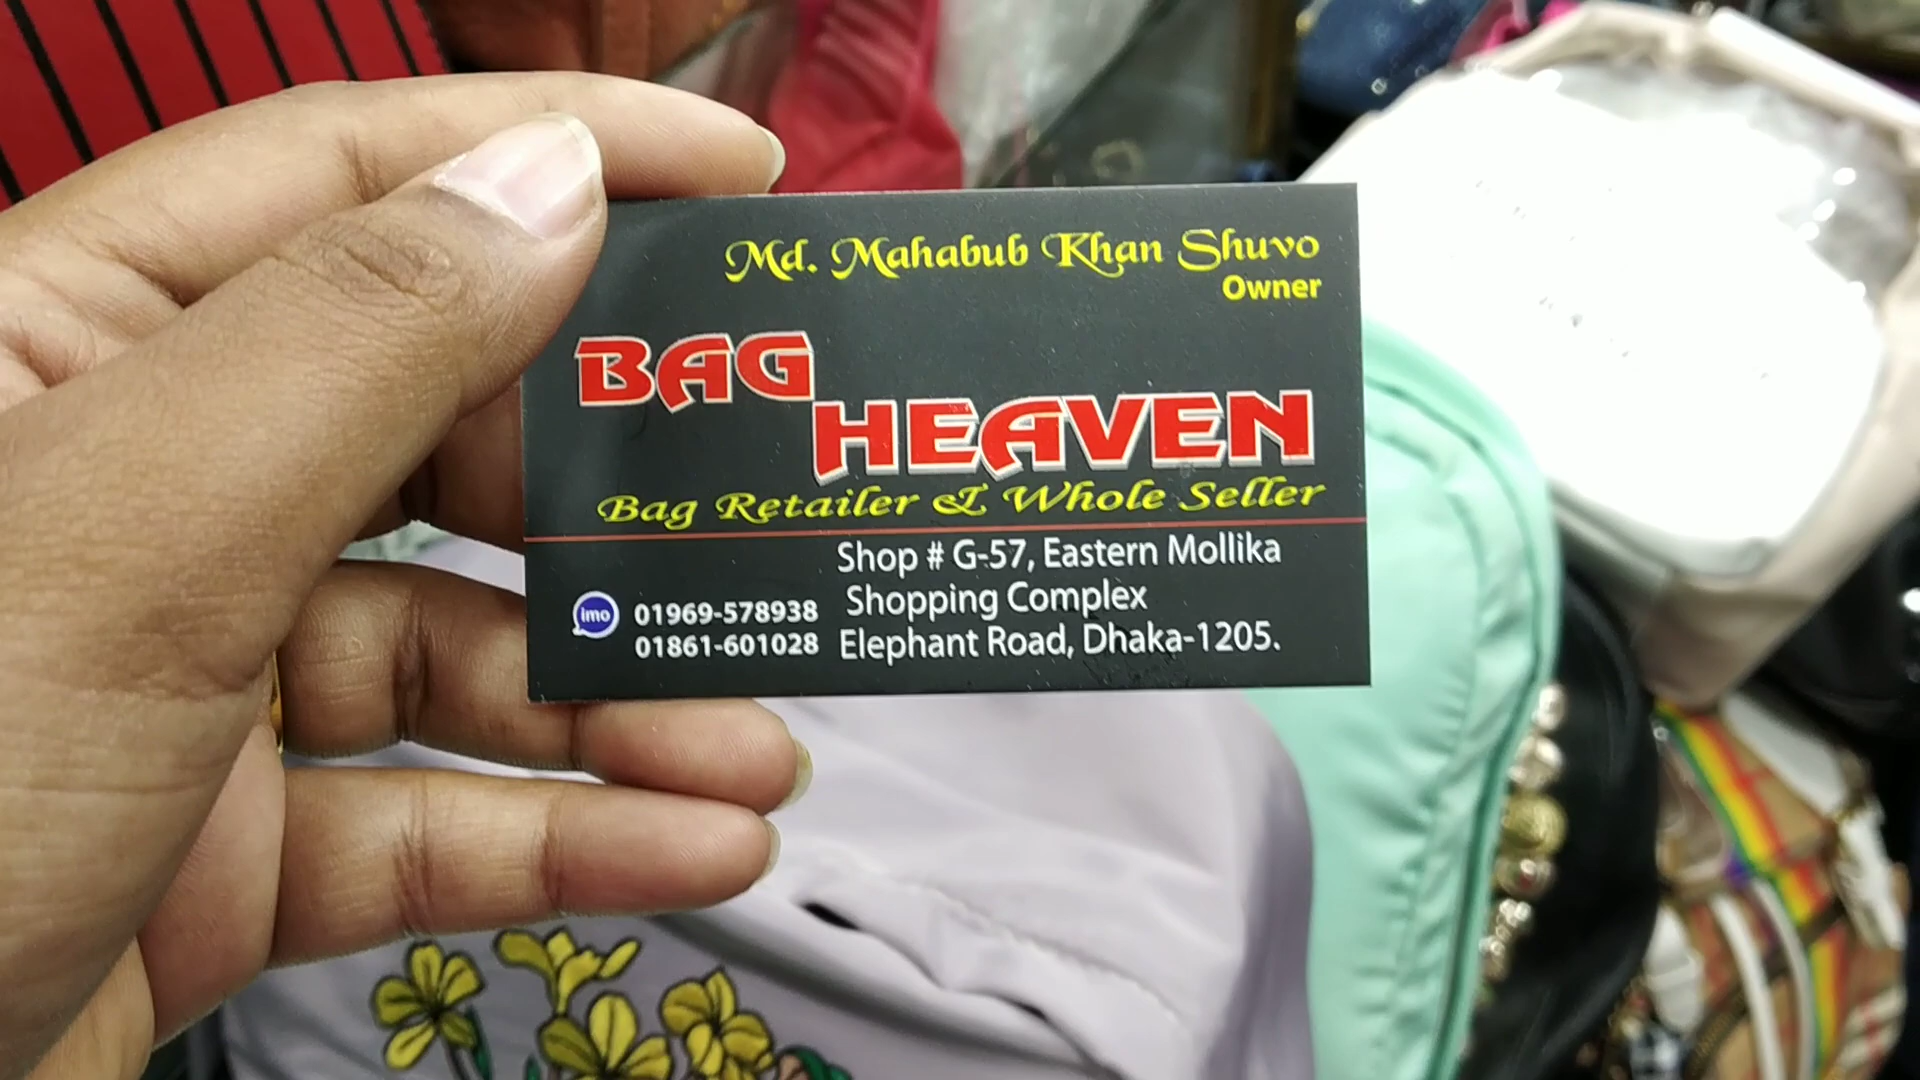 Md. Mahabub Khan Shuvo
Owner
BAG
HEAVEN
Bag Retailer & Whole Seller
Shop # G-57, Eastern Mollika
Shopping Complex
Elephant Road, Dhaka-1205.
imo 01969-578938
01861-601028